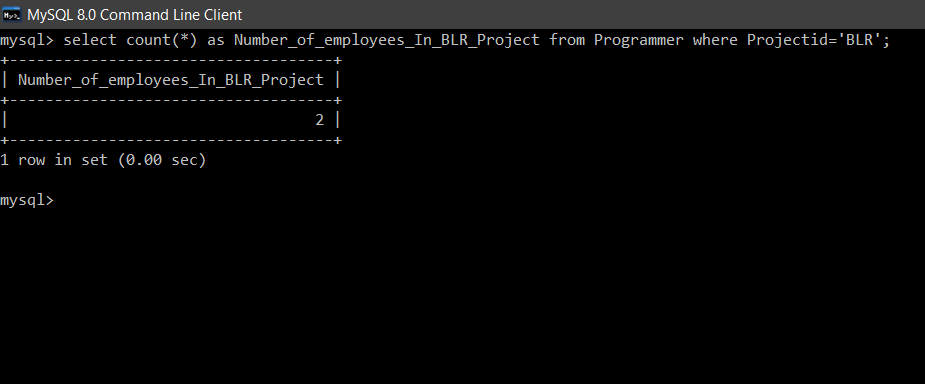 MySQL 8.0 Command Line Client
mysql> select count(*) as Number_of_employees_In_BLR_Project from Programmer where Projectid='BLR';
+------------------------------------+
| Number_of_employees_In_BLR_Project |
+------------------------------------+
|                                  2 |
+------------------------------------+
1 row in set (0.00 sec)
mysql>